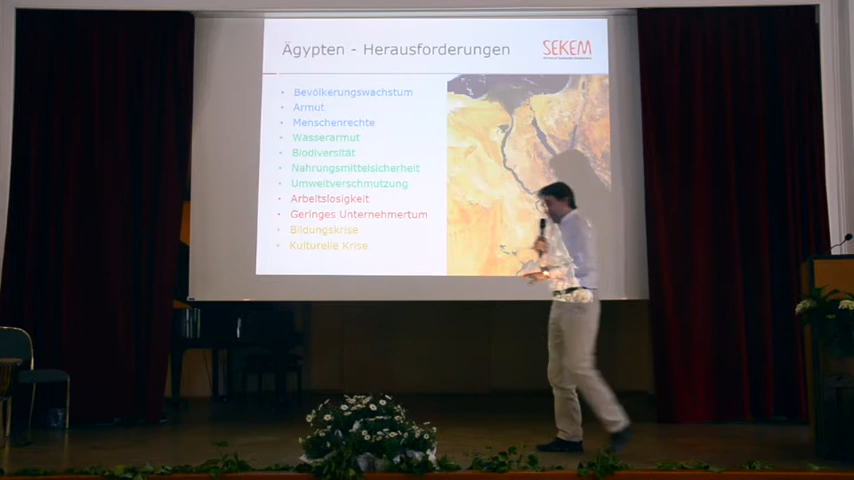 Ägypten - Herausforderungen
SEKEM
• Bevölkerungswachstum
• Armut
• Menschenrechte
• Wasserarmut
• Biodiversität
• Nahrungsmittelsicherheit
• Umweltverschmutzung
• Arbeitslosigkeit
• Geringes Unternehmertum
• Bildungskrise
• Kulturelle Krise